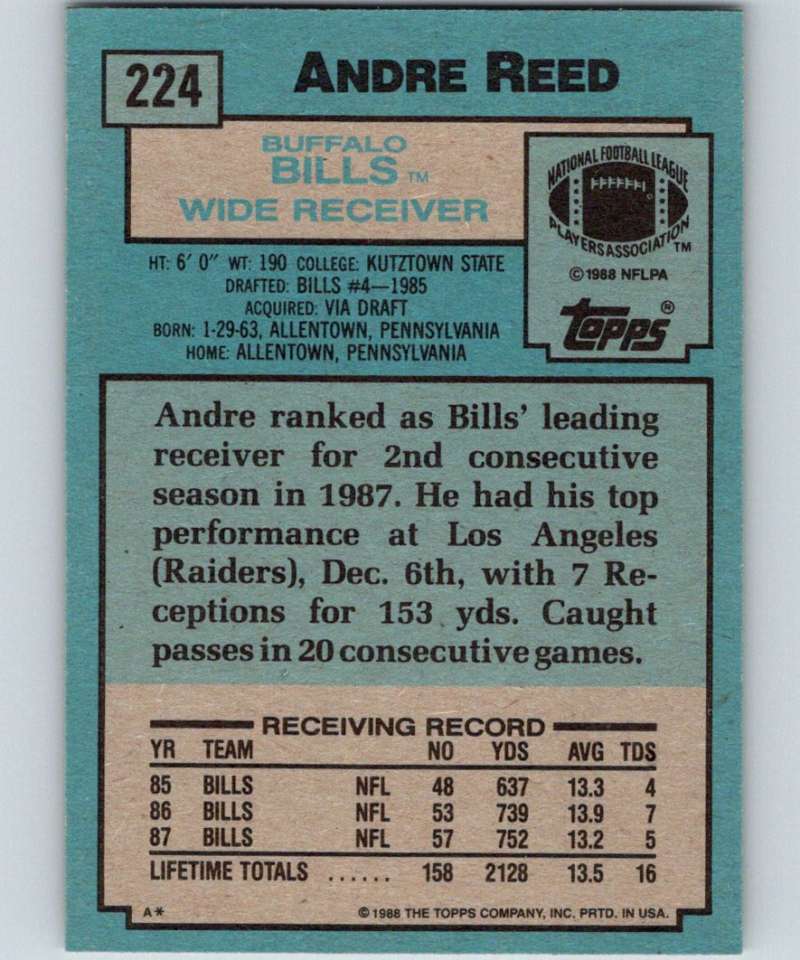 224
ANDRE REED
BUFFALO
BILLS™
WIDE RECEIVER
NATIONAL FOOTBALL LEAGUE
PLAYERS ASSOCIATION™
©1988 NFLPA
topps®
HT: 6′ 0″ WT: 190 COLLEGE: KUTZTOWN STATE
DRAFTED: BILLS #4—1985
ACQUIRED: VIA DRAFT
BORN: 1-29-63, ALLENTOWN, PENNSYLVANIA
HOME: ALLENTOWN, PENNSYLVANIA
Andre ranked as Bills’ leading
receiver for 2nd consecutive
season in 1987. He had his top
performance at Los Angeles
(Raiders), Dec. 6th, with 7 Re-
ceptions for 153 yds. Caught
passes in 20 consecutive games.
RECEIVING RECORD
YR TEAM NO YDS AVG TDS
85 BILLS NFL 48 637 13.3 4
86 BILLS NFL 53 739 13.9 7
87 BILLS NFL 57 752 13.2 5
LIFETIME TOTALS ...... 158 2128 13.5 16
A* ©1988 THE TOPPS COMPANY, INC. PRTD. IN USA.